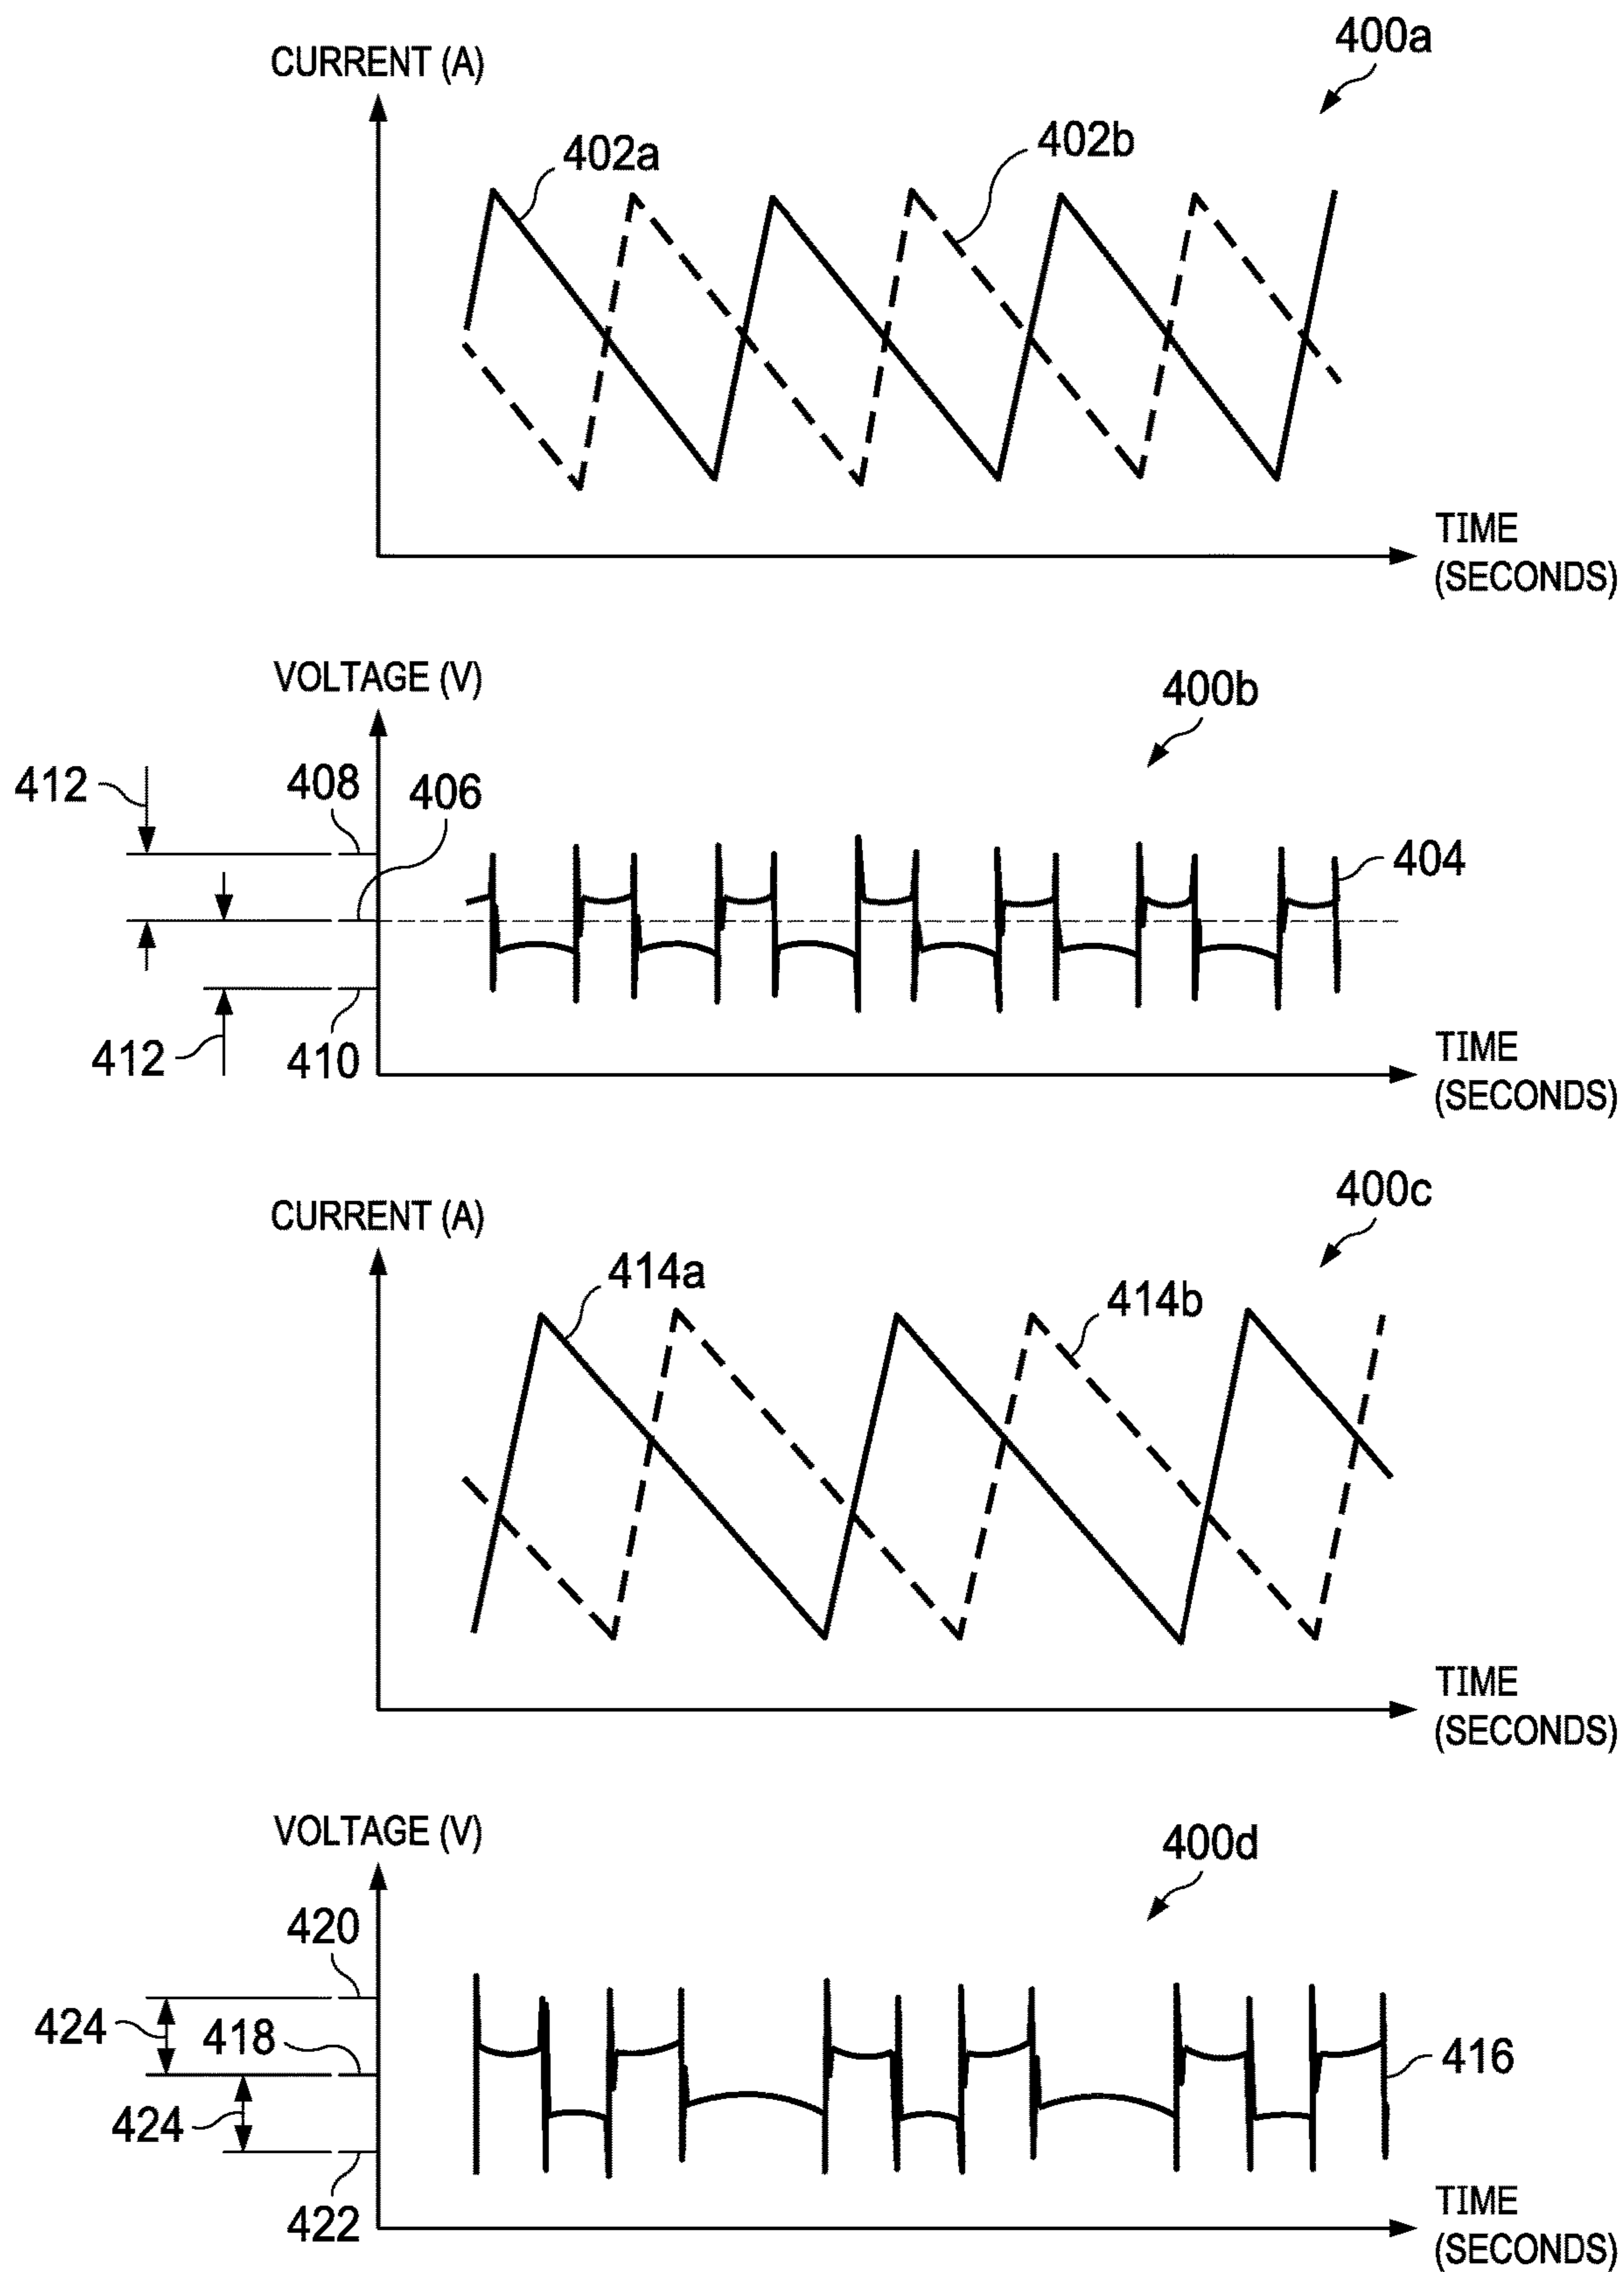 400a
CURRENT (A)
402a
402b
TIME
(SECONDS)
VOLTAGE (V)
400b
412
408
406
404
412
410
TIME
(SECONDS)
400c
CURRENT (A)
414a
414b
TIME
(SECONDS)
VOLTAGE (V)
400d
420
424
418
416
424
422
TIME
(SECONDS)